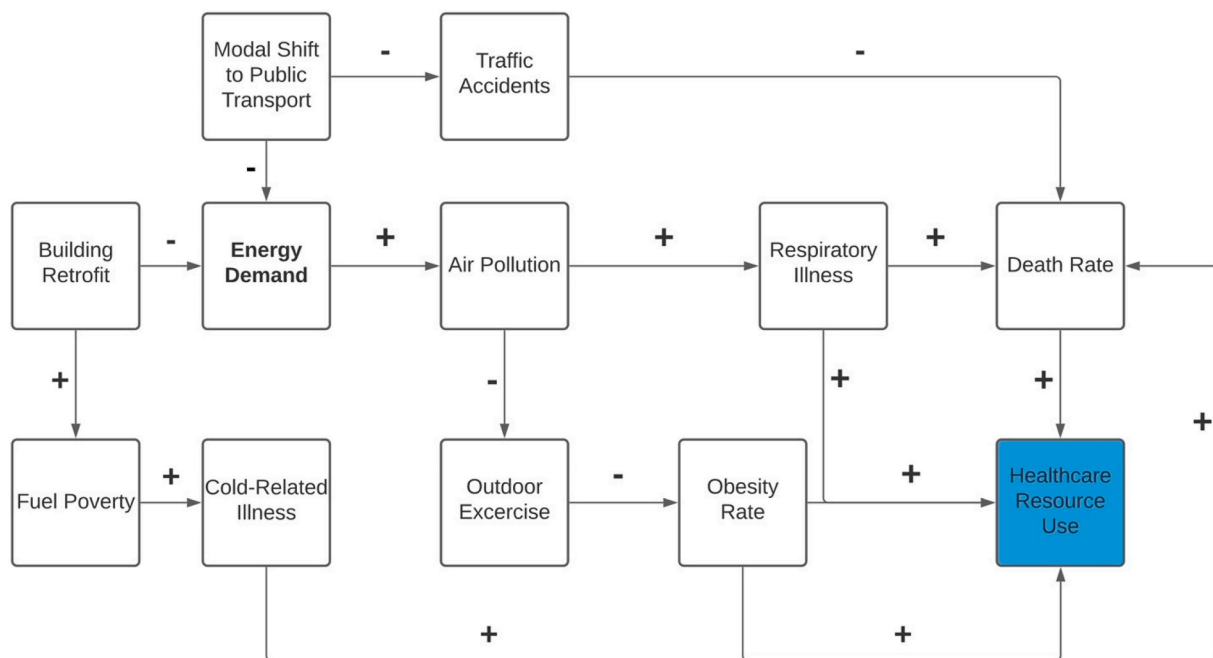 Modal Shift
to Public
Transport
-
Traffic
Accidents
-
-
Building
Retrofit
-
Energy
Demand
+
Air Pollution
+
Respiratory
Illness
+
Death Rate
+
-
+
+
+
Fuel Poverty
+
Cold-Related
Illness
Outdoor
Excercise
-
Obesity
Rate
+
Healthcare
Resource
Use
+
+